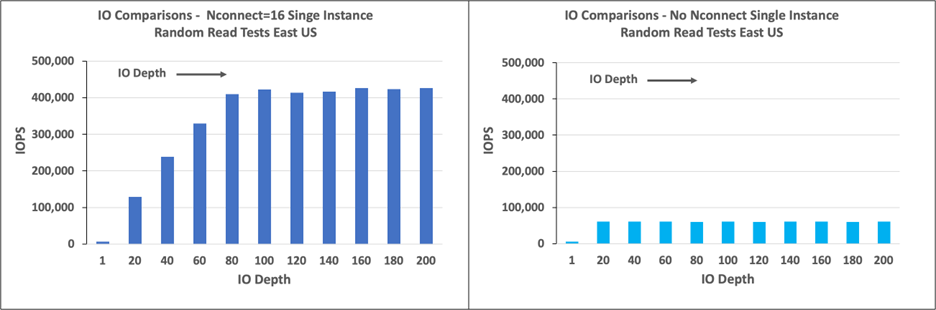 IO Comparisons - Nconnect=16 Singe Instance
Random Read Tests East US
IO Depth
500,000
400,000
300,000
200,000
100,000
0
IOPS
1 20 40 60 80 100 120 140 160 180 200
IO Depth
IO Comparisons - No Nconnect Single Instance
Random Read Tests East US
IO Depth
500,000
400,000
300,000
200,000
100,000
0
IOPS
1 20 40 60 80 100 120 140 160 180 200
IO Depth